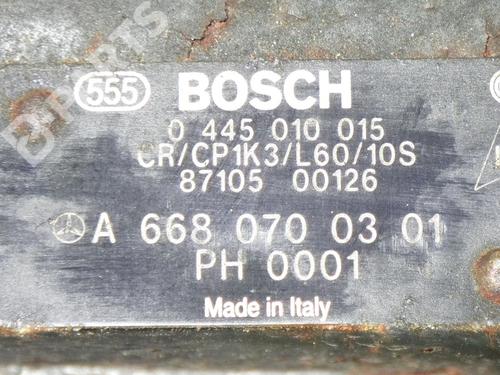 B-PARTS
555 BOSCH
0 445 010 015
CR/CP1K3/L60/10S
87105 00126
A 668 070 03 01
PH 0001
Made in Italy